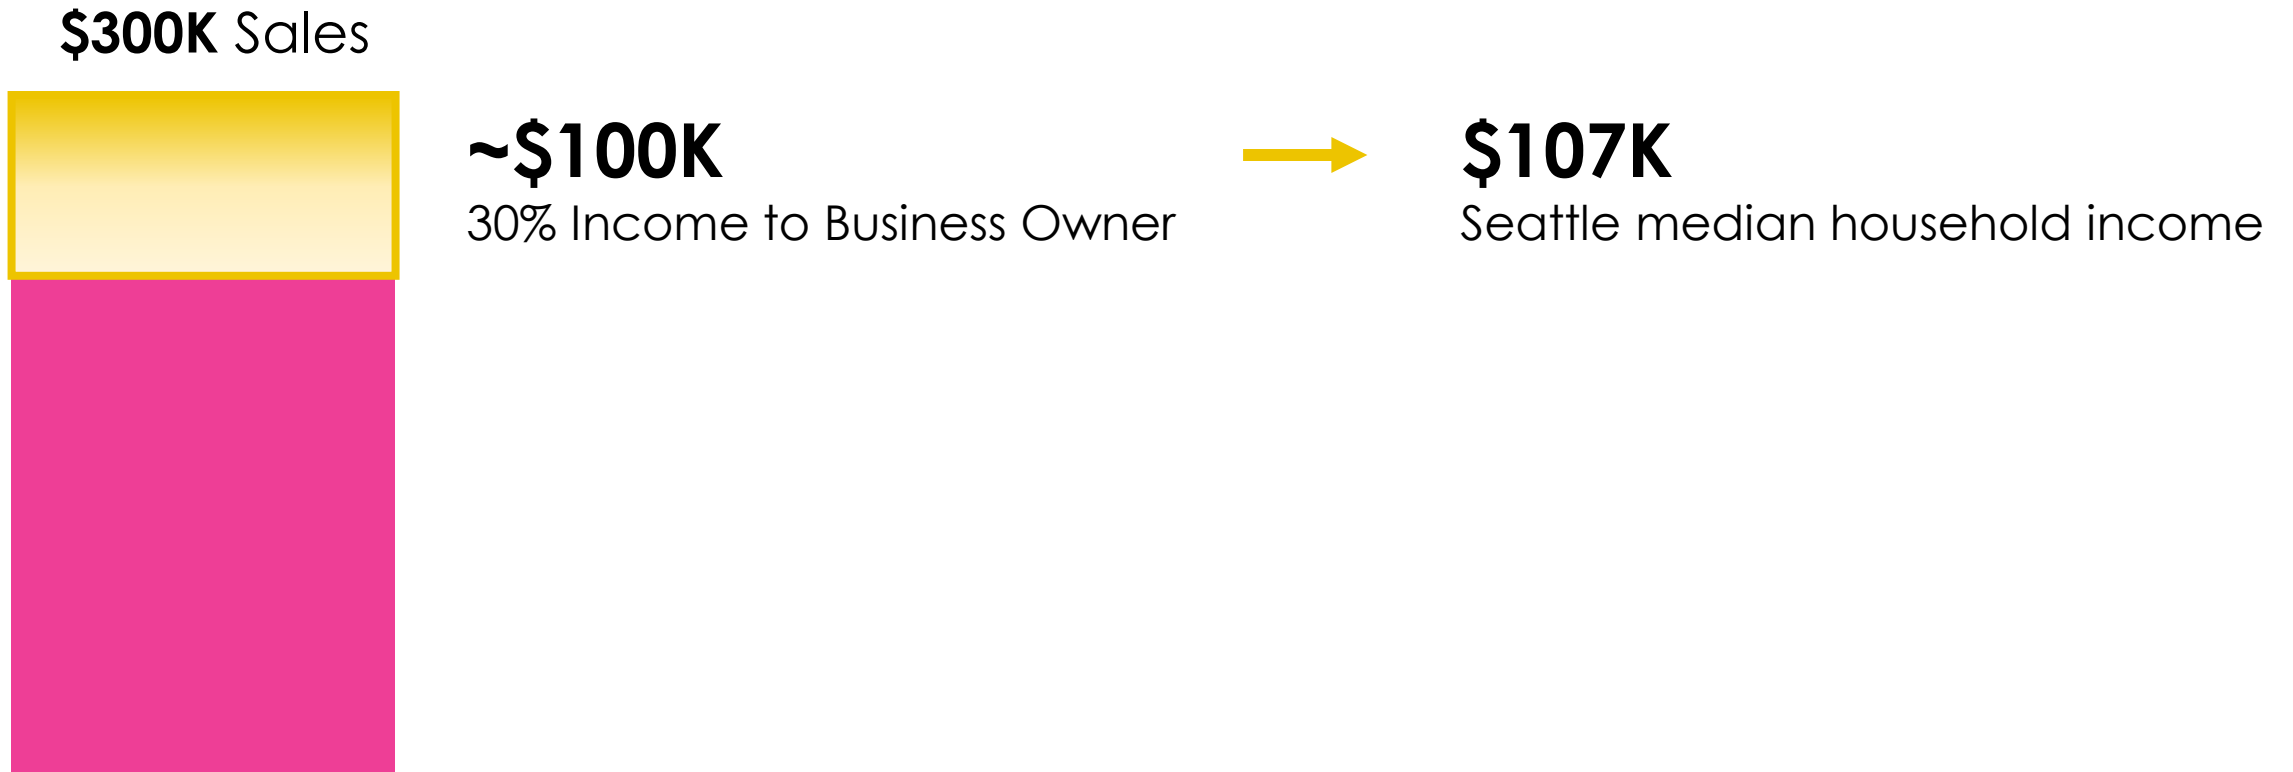 $300K Sales
~$100K
30% Income to Business Owner
$107K
Seattle median household income